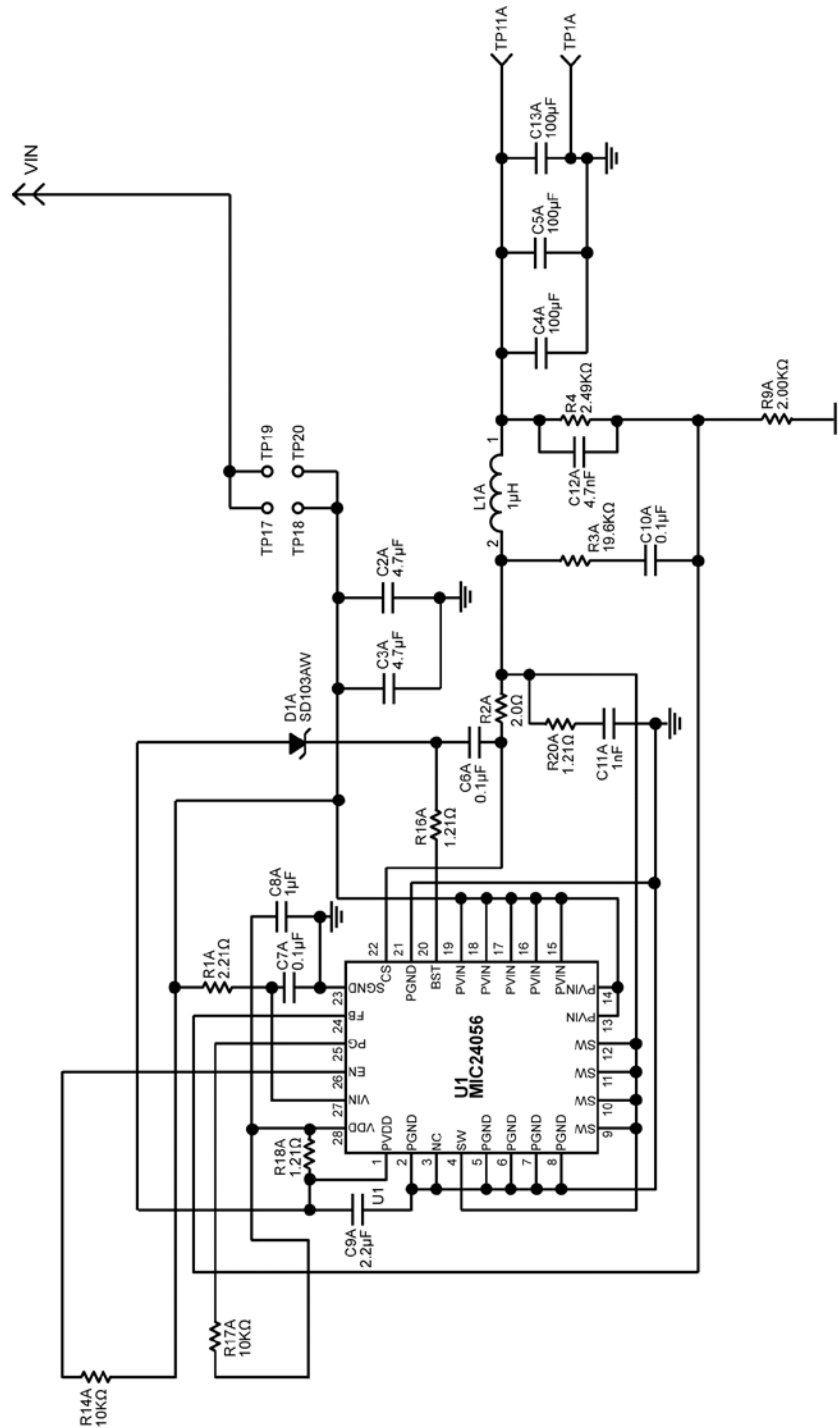 VIN
TP11A
TP1A
C13A
100µF
C5A
100µF
C4A
100µF
TP17
TP19
TP18
TP20
C2A
4.7µF
C3A
4.7µF
D1A
SD103AW
L1A
1µH
2
1
R4
2.49KΩ
C12A
4.7nF
R9A
2.00KΩ
R3A
19.6KΩ
C10A
0.1µF
R2A
2.0Ω
R20A
1.21Ω
C11A
1nF
C6A
0.1µF
R16A
1.21Ω
C8A
1µF
C7A
0.1µF
R1A
2.21Ω
R18A
1.21Ω
C9A
2.2µF
U1
R17A
10KΩ
R14A
10KΩ
U1
MIC24056
1 PVDD
2 PGND
3 NC
4 SW
5 PGND
6 PGND
7 PGND
8 PGND
9 SW
10 SW
11 SW
12 SW
13 PVIN
14 PVIN
15 PVIN
16 PVIN
17 PVIN
18 PVIN
19 PVIN
20 BST
21 PGND
22 CS
23 SGND
24 FB
25 PG
26 EN
27 VIN
28 VDD